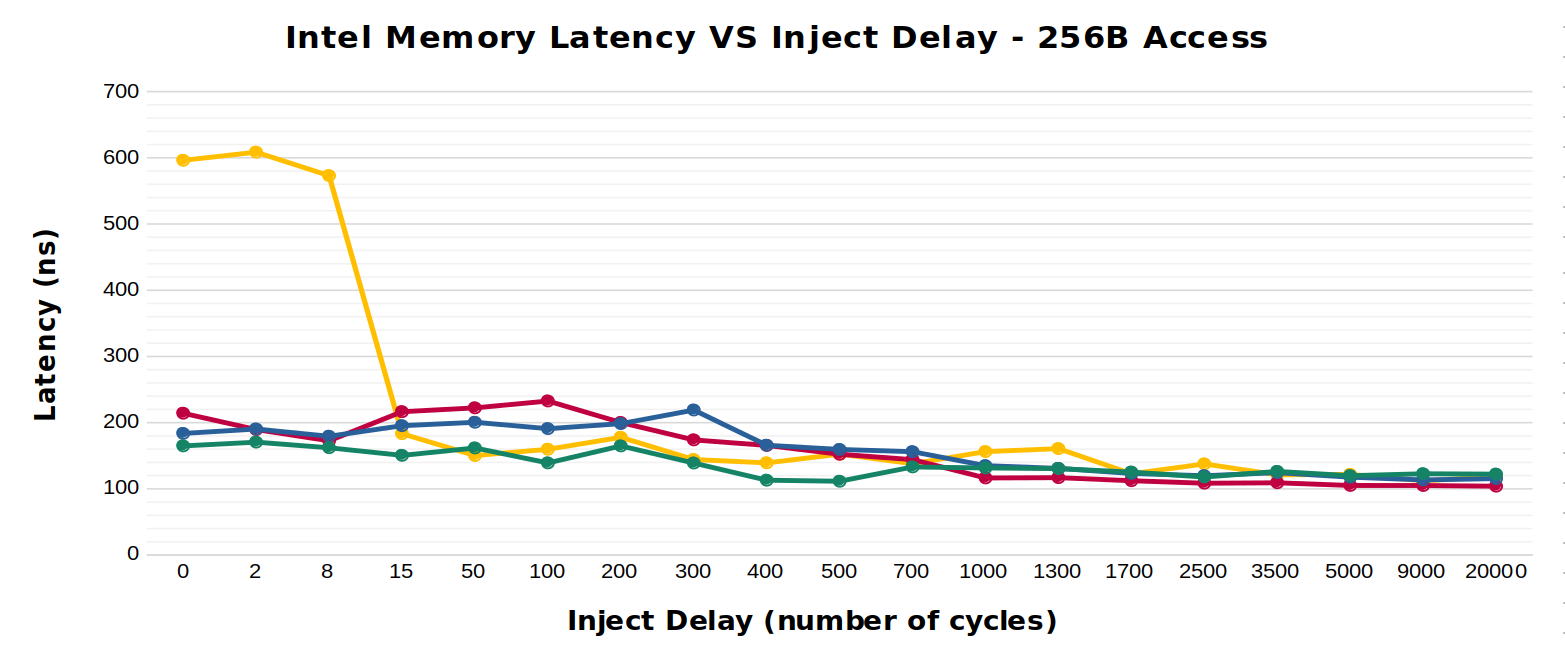 Intel Memory Latency VS Inject Delay - 256B Access
700
600
500
400
300
200
100
0
Latency (ns)
0 2 8 15 50 100 200 300 400 500 700 1000 1300 1700 2500 3500 5000 9000 20000
Inject Delay (number of cycles)